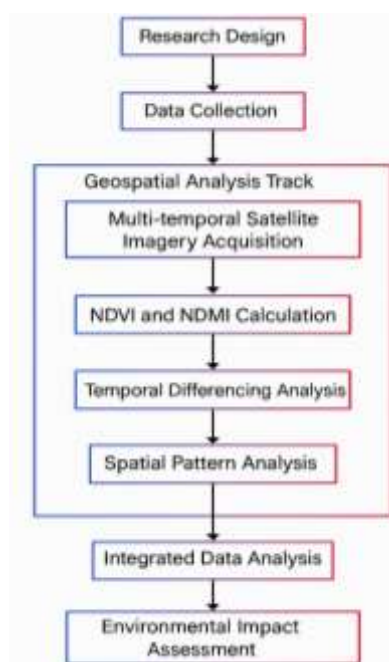 Research Design
Data Collection
Geospatial Analysis Track
Multi-temporal Satellite
Imagery Acquisition
NDVI and NDMI Calculation
Temporal Differencing Analysis
Spatial Pattern Analysis
Integrated Data Analysis
Environmental Impact
Assessment